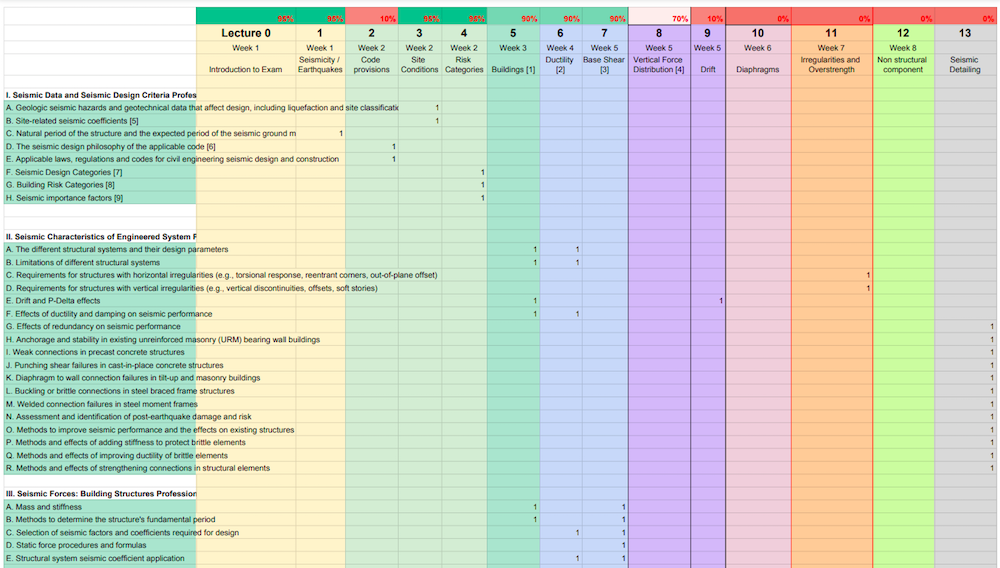 95% 95% 10% 95% 95% 90% 90% 90% 70% 10% 0% 0% 0% 0%
Lecture 0 1 2 3 4 5 6 7 8 9 10 11 12 13
Week 1 Week 1 Week 2 Week 2 Week 2 Week 3 Week 4 Week 5 Week 5 Week 5 Week 6 Week 7 Week 8
Introduction to Exam Seismicity / Earthquakes Code provisions Site Conditions Risk Categories Buildings [1] Ductility [2] Base Shear [3] Vertical Force Distribution [4] Drift Diaphragms Irregularities and Overstrength Non structural component Seismic Detailing
I. Seismic Data and Seismic Design Criteria Profes
A. Geologic seismic hazards and geotechnical data that affect design, including liquefaction and site classificatic 1
B. Site-related seismic coefficients [5] 1
C. Natural period of the structure and the expected period of the seismic ground m 1
D. The seismic design philosophy of the applicable code [6] 1
E. Applicable laws, regulations and codes for civil engineering seismic design and construction 1
F. Seismic Design Categories [7] 1
G. Building Risk Categories [8] 1
H. Seismic importance factors [9] 1
II. Seismic Characteristics of Engineered System F
A. The different structural systems and their design parameters 1 1
B. Limitations of different structural systems 1 1
C. Requirements for structures with horizontal irregularities (e.g., torsional response, reentrant corners, out-of-plane offset) 1
D. Requirements for structures with vertical irregularities (e.g., vertical discontinuities, offsets, soft stories) 1
E. Drift and P-Delta effects 1 1
F. Effects of ductility and damping on seismic performance 1 1
G. Effects of redundancy on seismic performance 1
H. Anchorage and stability in existing unreinforced masonry (URM) bearing wall buildings 1
I. Weak connections in precast concrete structures 1
J. Punching shear failures in cast-in-place concrete structures 1
K. Diaphragm to wall connection failures in tilt-up and masonry buildings 1
L. Buckling or brittle connections in steel braced frame structures 1
M. Welded connection failures in steel moment frames 1
N. Assessment and identification of post-earthquake damage and risk 1
O. Methods to improve seismic performance and the effects on existing structures 1
P. Methods and effects of adding stiffness to protect brittle elements 1
Q. Methods and effects of improving ductility of brittle elements 1
R. Methods and effects of strengthening connections in structural elements 1
III. Seismic Forces: Building Structures Profession
A. Mass and stiffness 1 1
B. Methods to determine the structure's fundamental period 1 1
C. Selection of seismic factors and coefficients required for design 1 1
D. Static force procedures and formulas 1
E. Structural system seismic coefficient application 1 1